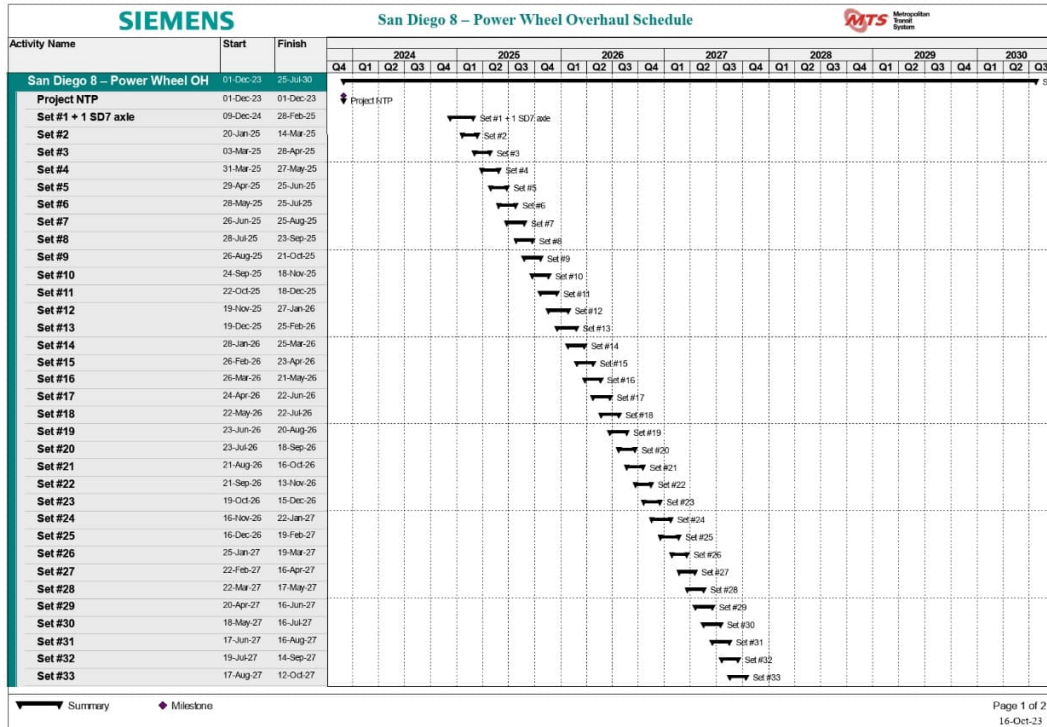 SIEMENS
San Diego 8 – Power Wheel Overhaul Schedule
MTS Metropolitan
Transit
System
Activity Name Start Finish
2024 2025 2026 2027 2028 2029 2030
Q4 Q1 Q2 Q3 Q4 Q1 Q2 Q3 Q4 Q1 Q2 Q3 Q4 Q1 Q2 Q3 Q4 Q1 Q2 Q3 Q4 Q1 Q2 Q3 Q4 Q1 Q2 Q3
San Diego 8 – Power Wheel OH 01-Dec-23 25-Jul-30 S
Project NTP 01-Dec-23 01-Dec-23 Project NTP
Set #1 + 1 SD7 axle 09-Dec-24 28-Feb-25 Set #1 + 1 SD7 axle
Set #2 20-Jan-25 14-Mar-25 Set #2
Set #3 03-Mar-25 28-Apr-25 Set #3
Set #4 31-Mar-25 27-May-25 Set #4
Set #5 29-Apr-25 25-Jun-25 Set #5
Set #6 28-May-25 25-Jul-25 Set #6
Set #7 26-Jun-25 25-Aug-25 Set #7
Set #8 28-Jul-25 23-Sep-25 Set #8
Set #9 26-Aug-25 21-Oct-25 Set #9
Set #10 24-Sep-25 18-Nov-25 Set #10
Set #11 22-Oct-25 18-Dec-25 Set #11
Set #12 19-Nov-25 27-Jan-26 Set #12
Set #13 19-Dec-25 25-Feb-26 Set #13
Set #14 28-Jan-26 25-Mar-26 Set #14
Set #15 26-Feb-26 23-Apr-26 Set #15
Set #16 26-Mar-26 21-May-26 Set #16
Set #17 24-Apr-26 22-Jun-26 Set #17
Set #18 22-May-26 22-Jul-26 Set #18
Set #19 23-Jun-26 20-Aug-26 Set #19
Set #20 23-Jul-26 18-Sep-26 Set #20
Set #21 21-Aug-26 16-Oct-26 Set #21
Set #22 21-Sep-26 13-Nov-26 Set #22
Set #23 19-Oct-26 15-Dec-26 Set #23
Set #24 16-Nov-26 22-Jan-27 Set #24
Set #25 16-Dec-26 19-Feb-27 Set #25
Set #26 25-Jan-27 19-Mar-27 Set #26
Set #27 22-Feb-27 16-Apr-27 Set #27
Set #28 22-Mar-27 17-May-27 Set #28
Set #29 20-Apr-27 16-Jun-27 Set #29
Set #30 18-May-27 16-Jul-27 Set #30
Set #31 17-Jun-27 16-Aug-27 Set #31
Set #32 19-Jul-27 14-Sep-27 Set #32
Set #33 17-Aug-27 12-Oct-27 Set #33
Summary Milestone Page 1 of 2
16-Oct-23